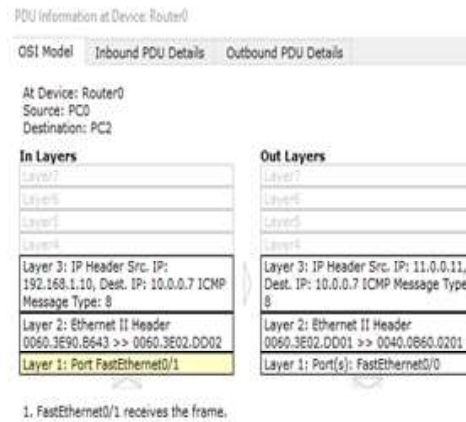 PDU Information at Device: Router0
OSI Model Inbound PDU Details Outbound PDU Details
At Device: Router0
Source: PC0
Destination: PC2
In Layers
Layer7
Layer6
Layer5
Layer4
Layer 3: IP Header Src. IP:
192.168.1.10, Dest. IP: 10.0.0.7 ICMP
Message Type: 8
Layer 2: Ethernet II Header
0060.3E90.B643 >> 0060.3E02.DD02
Layer 1: Port FastEthernet0/1
Out Layers
Layer7
Layer6
Layer5
Layer4
Layer 3: IP Header Src. IP: 11.0.0.11,
Dest. IP: 10.0.0.7 ICMP Message Type
8
Layer 2: Ethernet II Header
0060.3E02.DD01 >> 0040.0B60.0201
Layer 1: Port(s): FastEthernet0/0
1. FastEthernet0/1 receives the frame.